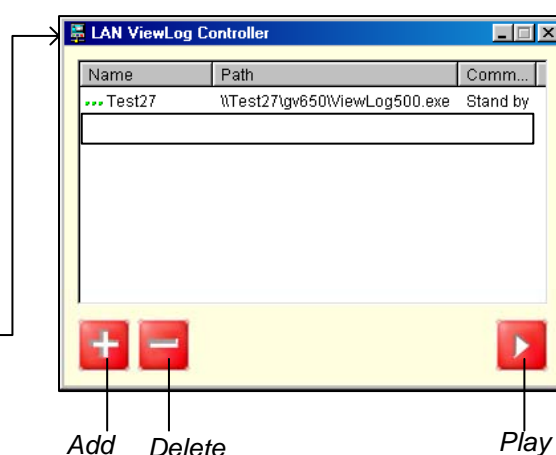 LAN ViewLog Controller
Name Path Comm...
Test27 \\Test27\gv650\ViewLog500.exe Stand by
Add Delete Play